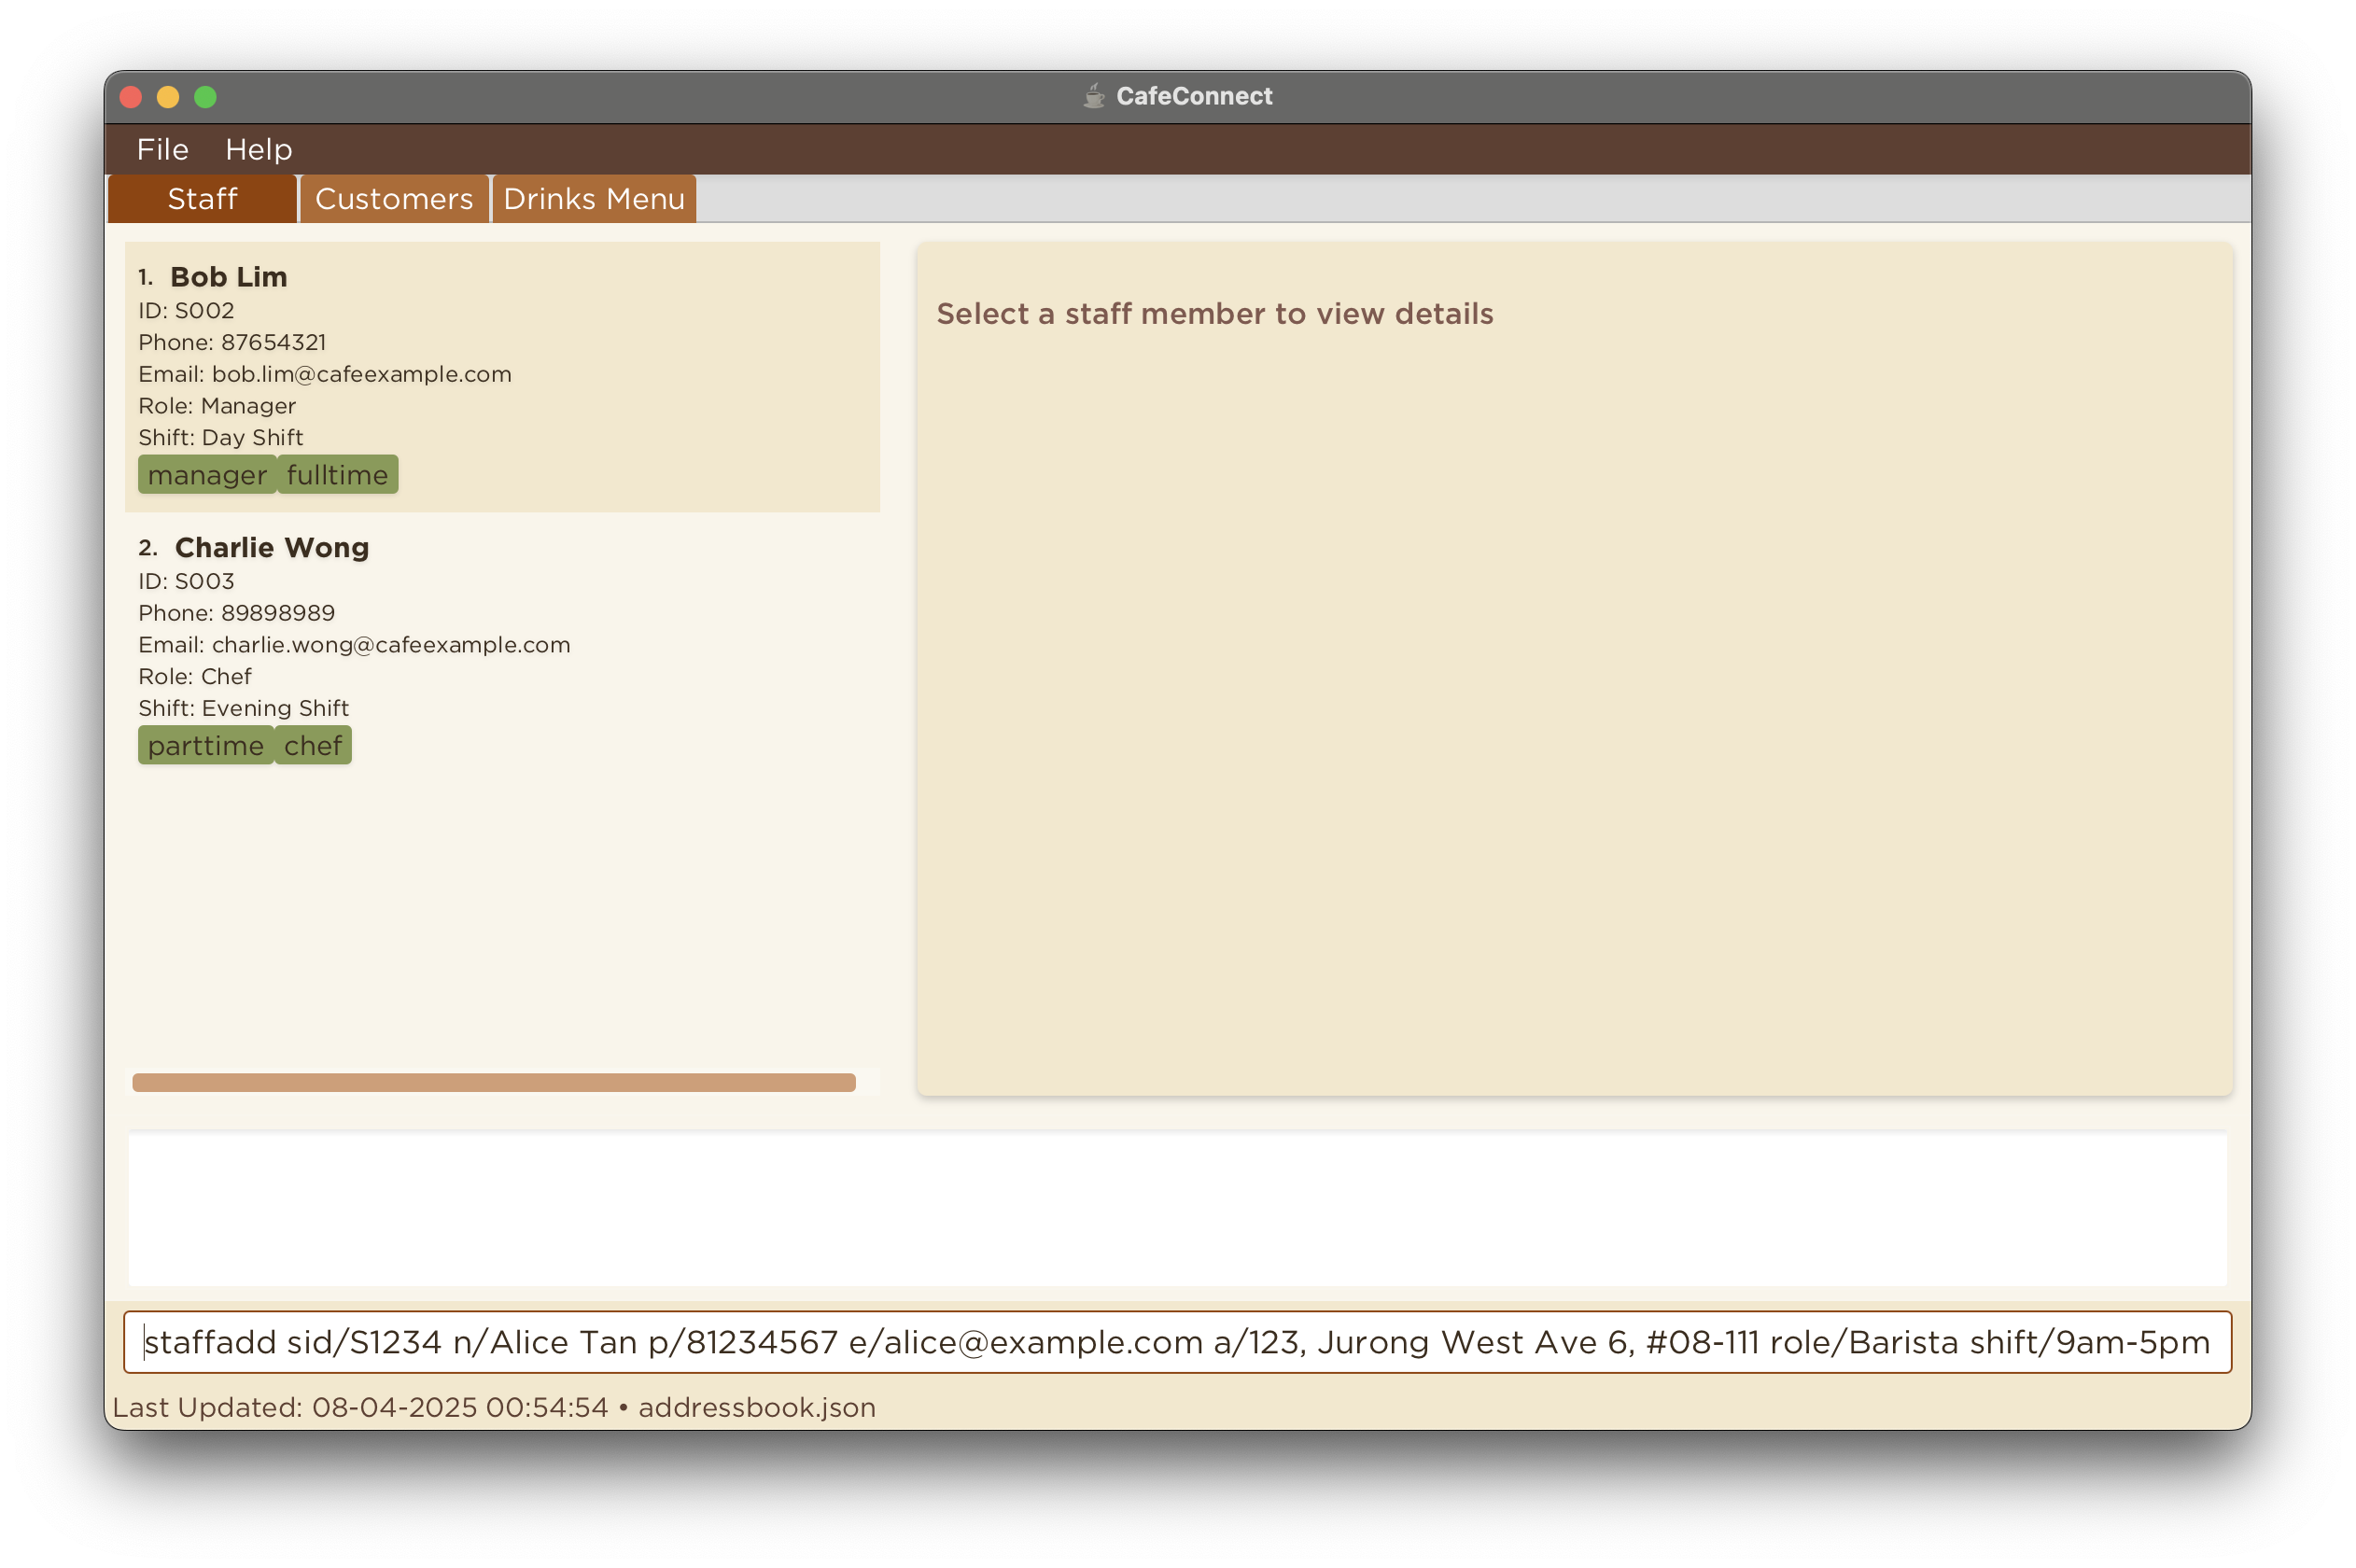 CafeConnect
File Help
Staff Customers Drinks Menu
1. Bob Lim
ID: S002
Phone: 87654321
Email: bob.lim@cafeexample.com
Role: Manager
Shift: Day Shift
manager fulltime
2. Charlie Wong
ID: S003
Phone: 89898989
Email: charlie.wong@cafeexample.com
Role: Chef
Shift: Evening Shift
parttime chef
Select a staff member to view details
staffadd sid/S1234 n/Alice Tan p/81234567 e/alice@example.com a/123, Jurong West Ave 6, #08-111 role/Barista shift/9am-5pm
Last Updated: 08-04-2025 00:54:54 • addressbook.json